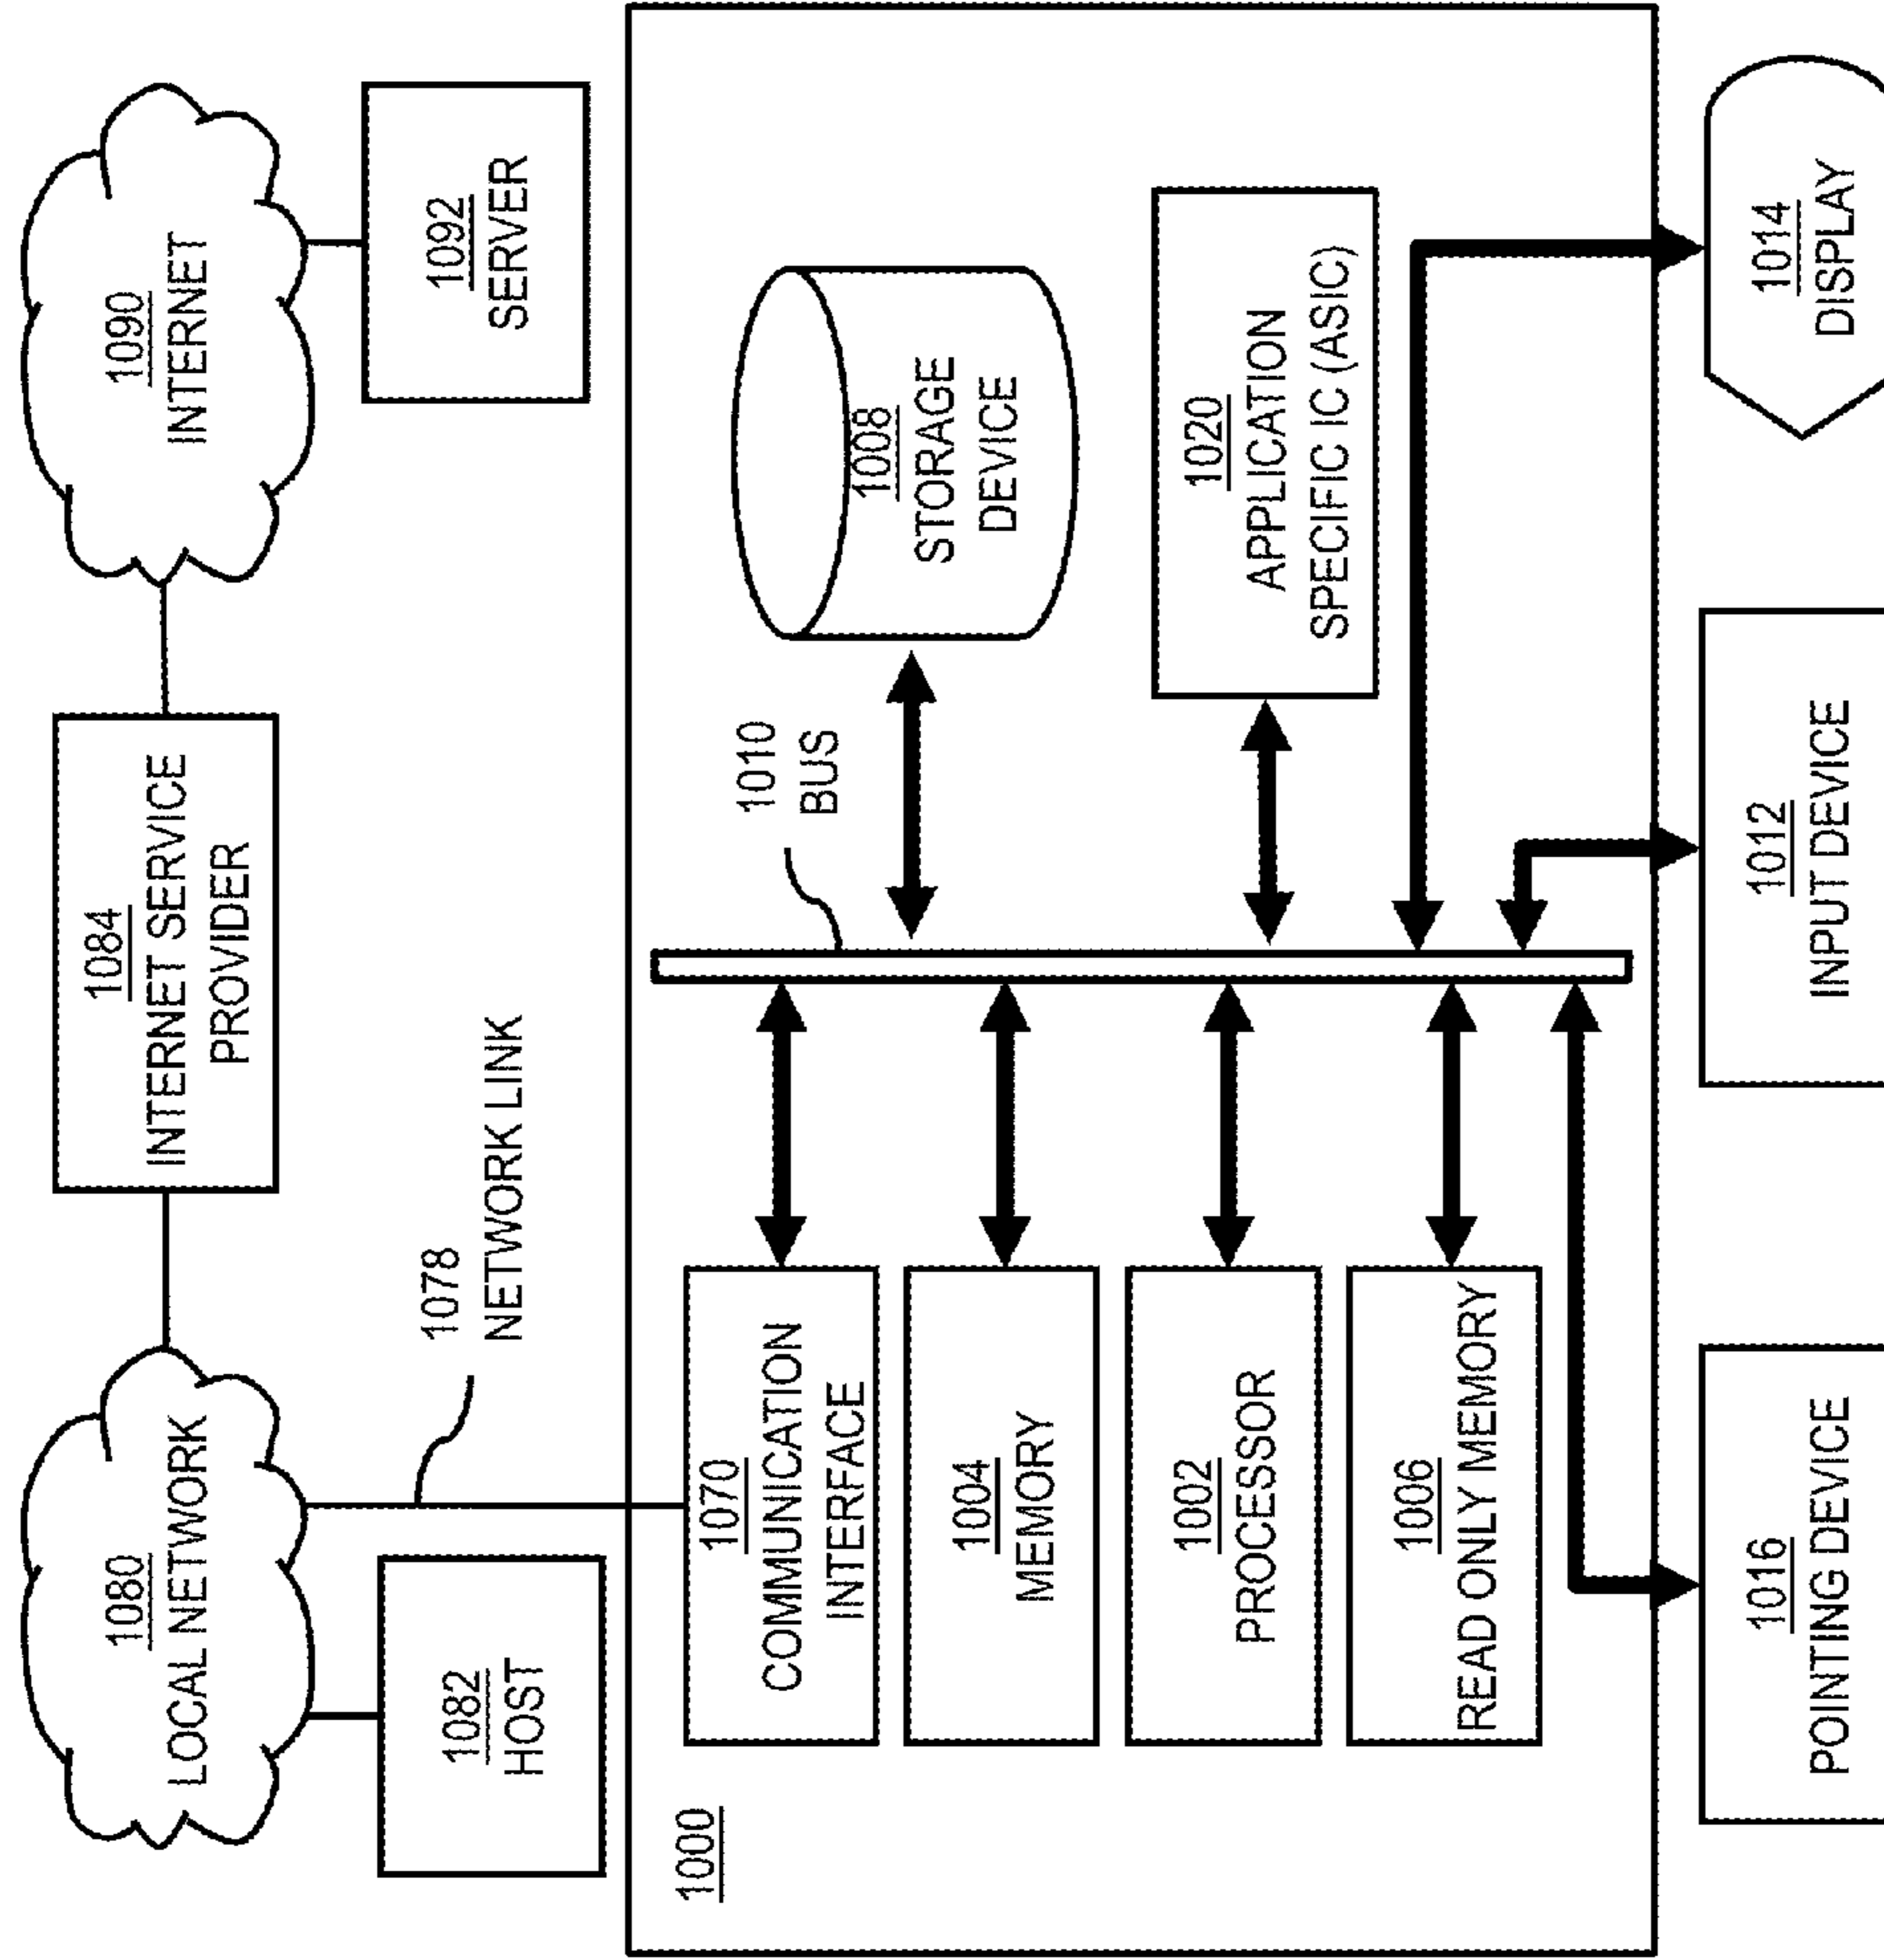 1080
LOCAL NETWORK
1084
INTERNET SERVICE
PROVIDER
1090
INTERNET
1082
HOST
1078
NETWORK LINK
1092
SERVER
1000
1070
COMMUNICATION
INTERFACE
1010
BUS
1008
STORAGE
DEVICE
1004
MEMORY
1002
PROCESSOR
1020
APPLICATION
SPECIFIC IC (ASIC)
1006
READ ONLY MEMORY
1016
POINTING DEVICE
1012
INPUT DEVICE
1014
DISPLAY